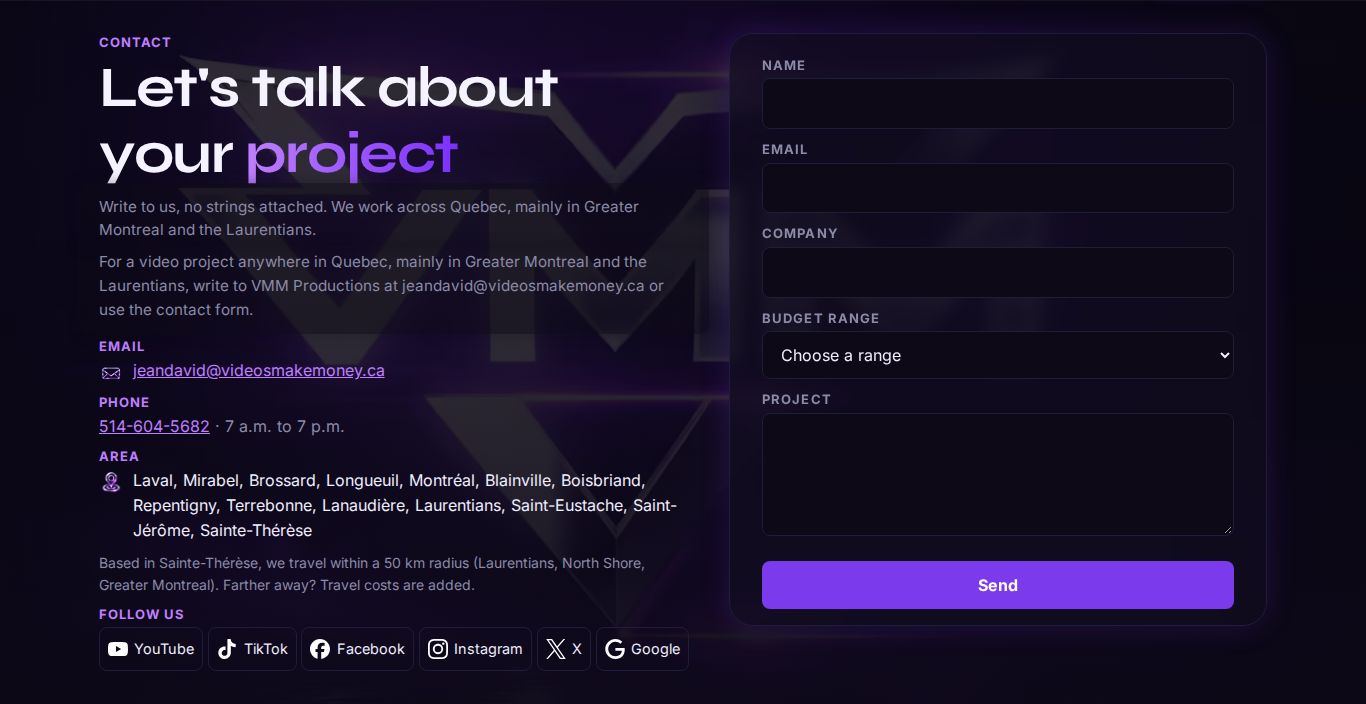 CONTACT
Let's talk about
your project
Write to us, no strings attached. We work across Quebec, mainly in Greater
Montreal and the Laurentians.
For a video project anywhere in Quebec, mainly in Greater Montreal and the
Laurentians, write to VMM Productions at jeandavid@videosmakemoney.ca or
use the contact form.
EMAIL
jeandavid@videosmakemoney.ca
PHONE
514-604-5682 · 7 a.m. to 7 p.m.
AREA
Laval, Mirabel, Brossard, Longueuil, Montréal, Blainville, Boisbriand,
Repentigny, Terrebonne, Lanaudière, Laurentians, Saint-Eustache, Saint-
Jérôme, Sainte-Thérèse
Based in Sainte-Thérèse, we travel within a 50 km radius (Laurentians, North Shore,
Greater Montreal). Farther away? Travel costs are added.
FOLLOW US
YouTube TikTok Facebook Instagram X Google
NAME
EMAIL
COMPANY
BUDGET RANGE
Choose a range
PROJECT
Send
VMM